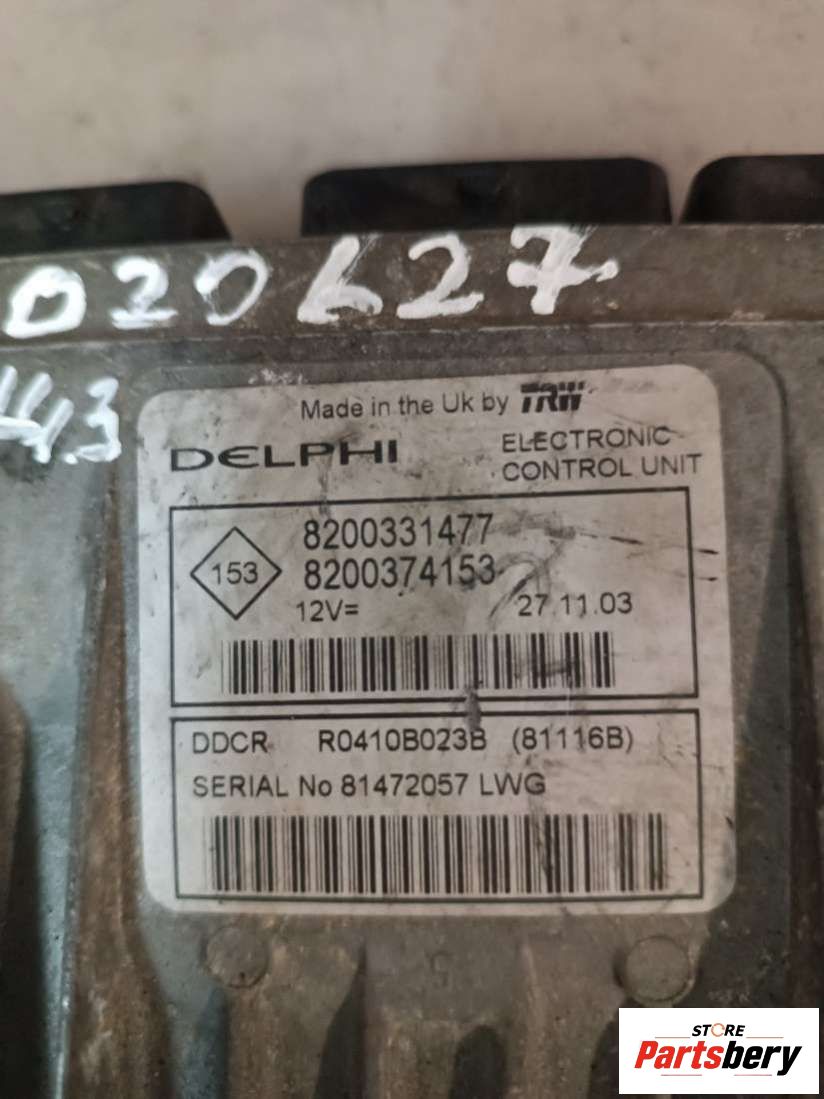 020627
43
Made in the Uk by TRW
DELPHI
ELECTRONIC
CONTROL UNIT
153
8200331477
8200374153
12V=
27.11.03
DDCR R0410B023B (81116B)
SERIAL No 81472057 LWG
5
STORE
Partsbery